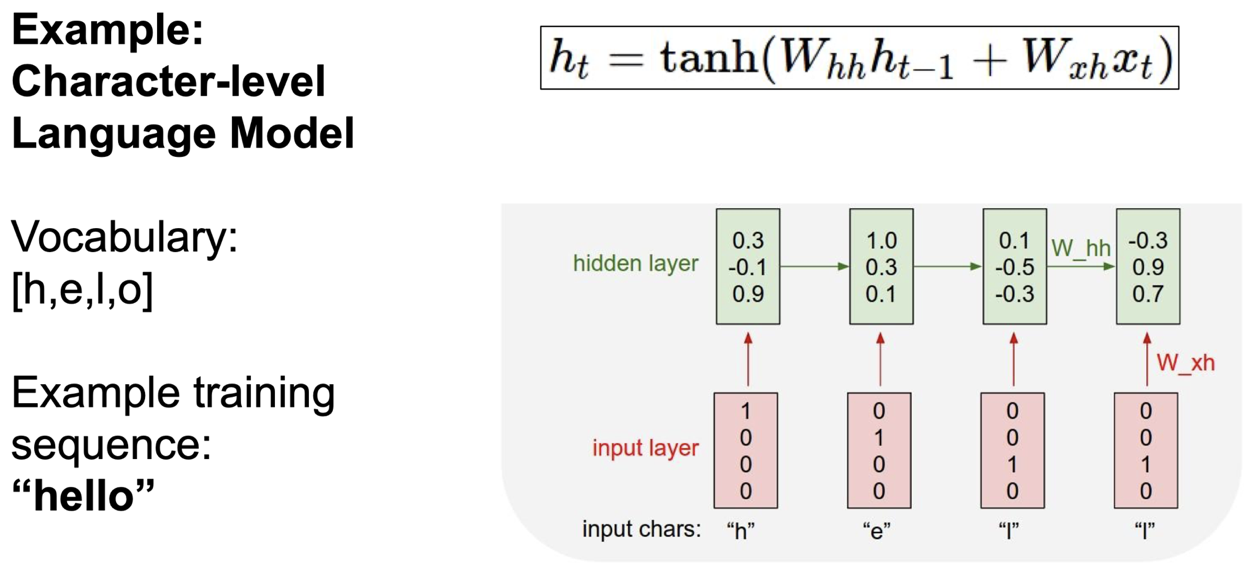 Example:
Character-level
Language Model
h_t = tanh(W_{hh}h_{t-1} + W_{xh}x_t)
Vocabulary:
[h,e,l,o]
Example training
sequence:
“hello”
hidden layer
0.3
-0.1
0.9
1.0
0.3
0.1
0.1
-0.5
-0.3
W_hh
-0.3
0.9
0.7
W_xh
input layer
1
0
0
0
0
1
0
0
0
0
1
0
0
0
1
0
input chars: “h” “e” “l” “l”